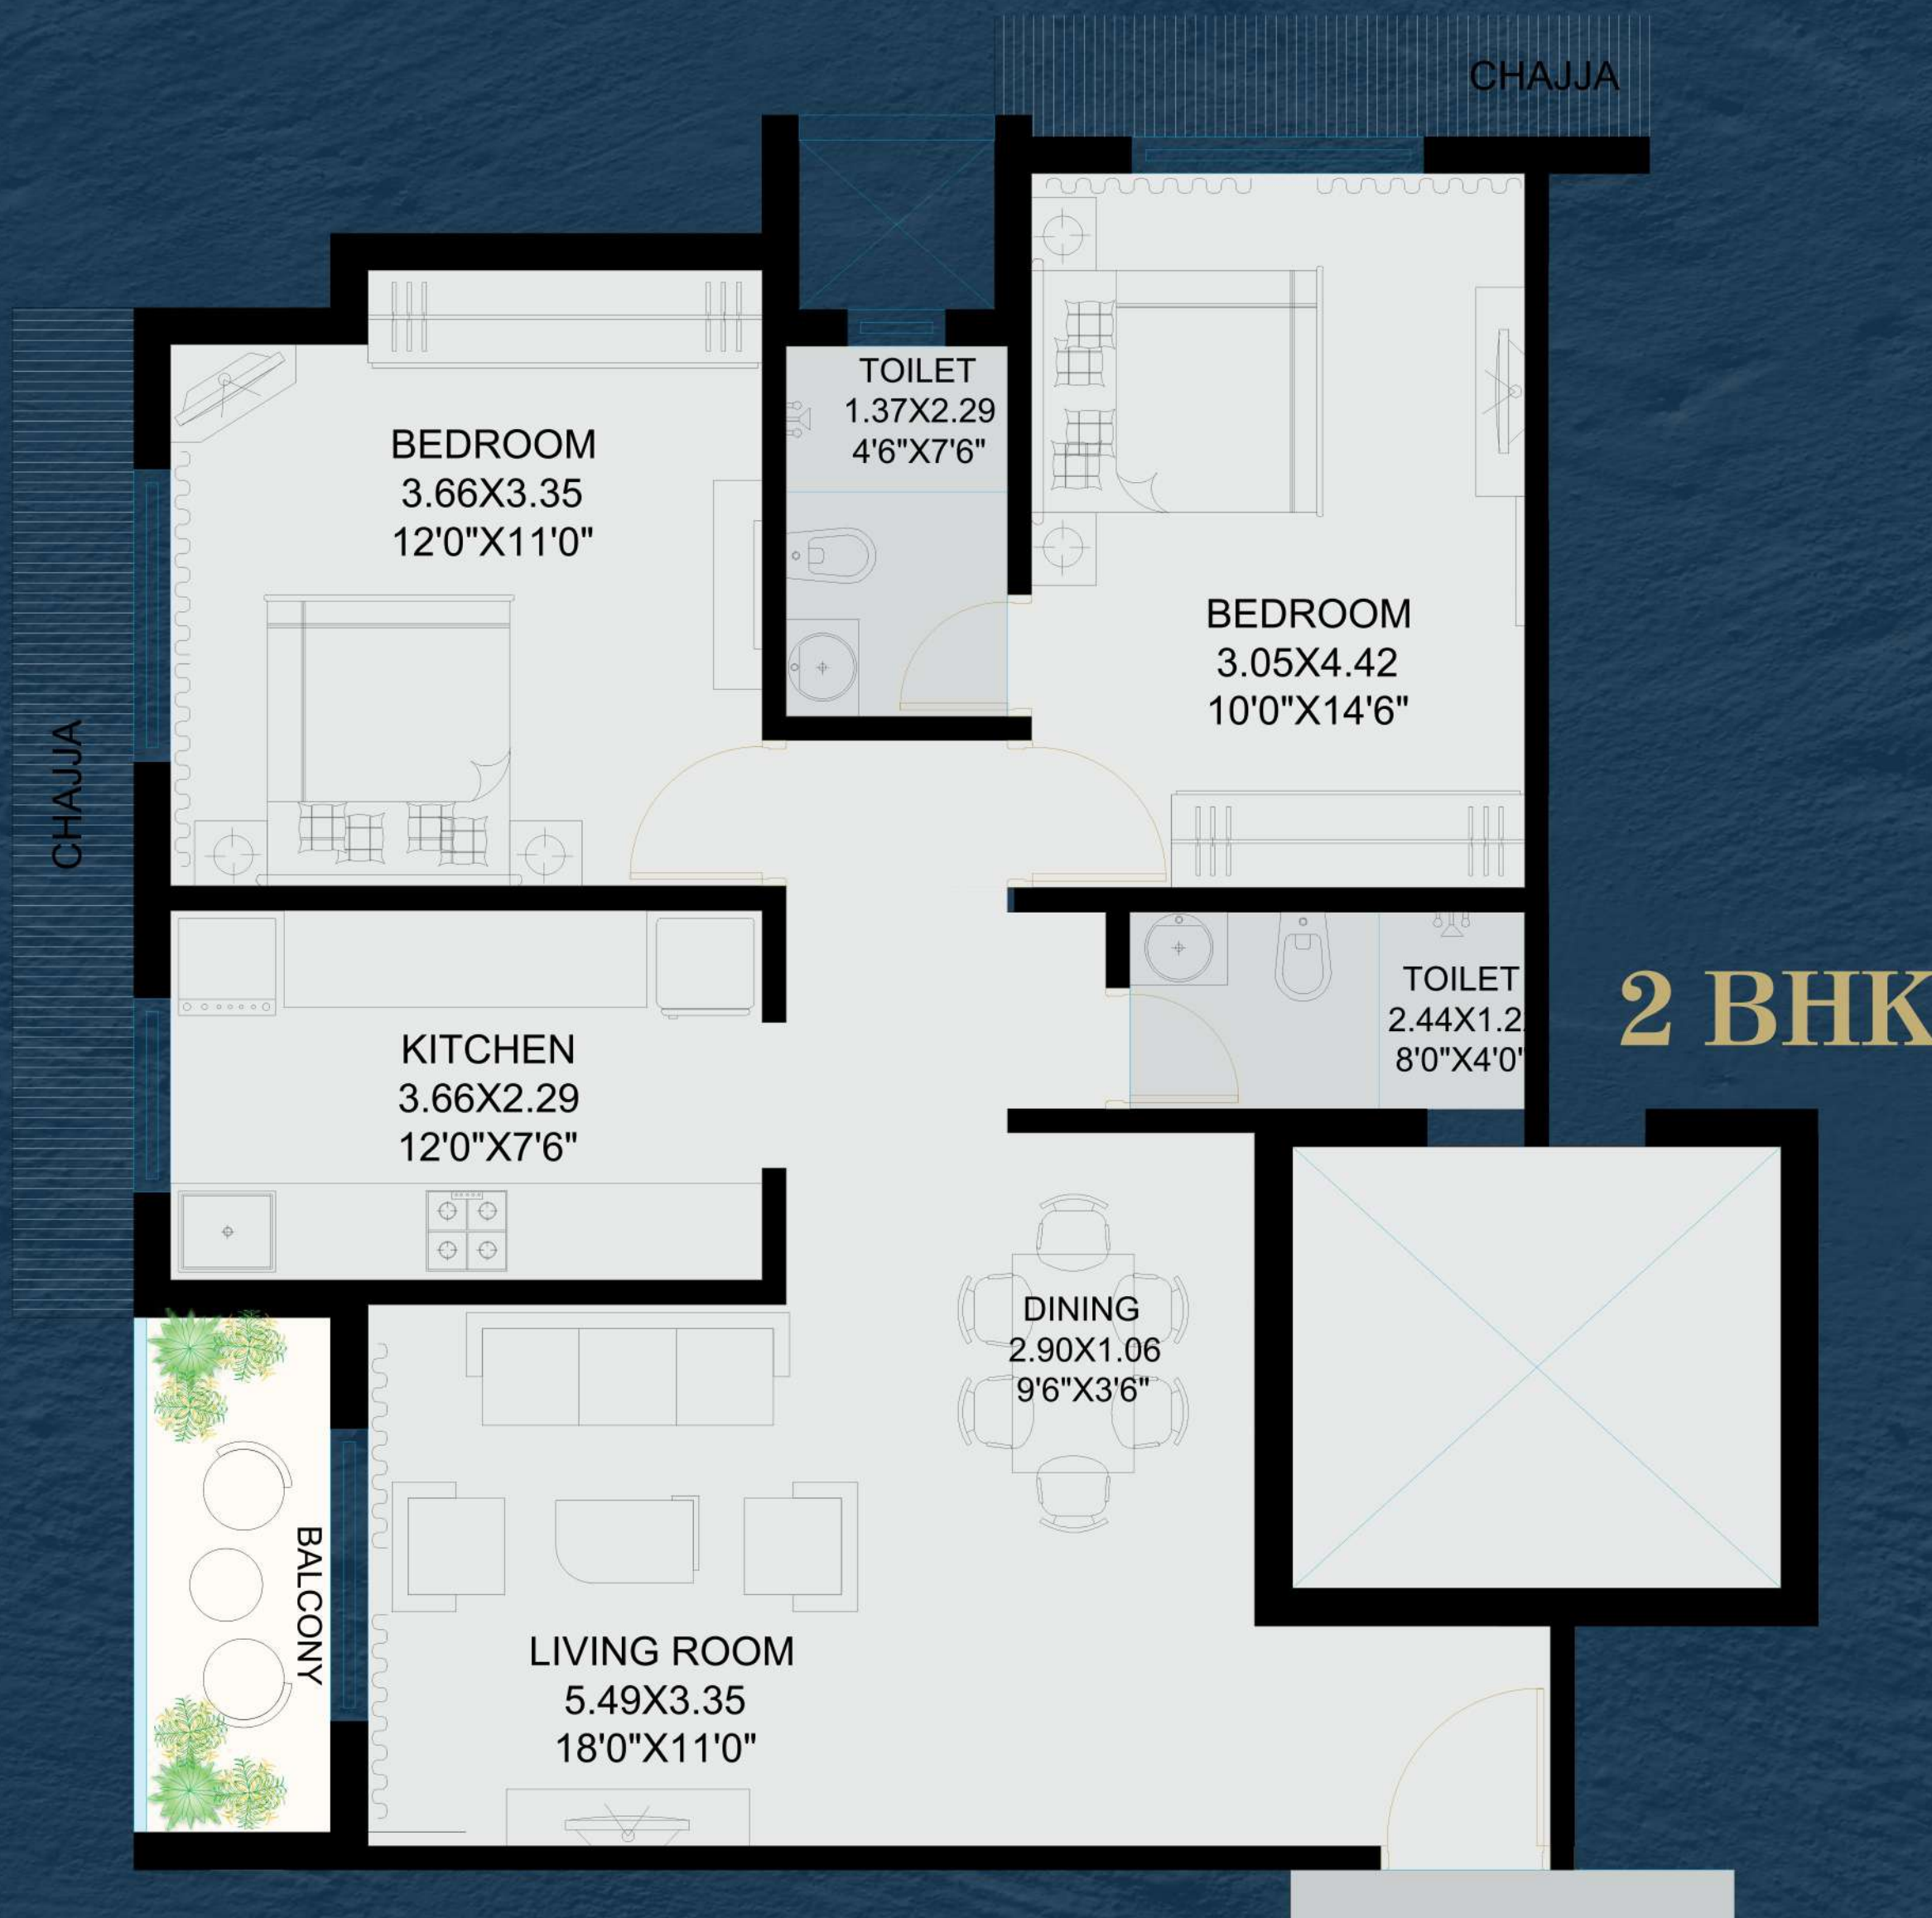 CHAJJA
TOILET
1.37X2.29
4'6"X7'6"
BEDROOM
3.66X3.35
12'0"X11'0"
BEDROOM
3.05X4.42
10'0"X14'6"
CHAJJA
TOILET
2.44X1.2
8'0"X4'0"
2 BHK
KITCHEN
3.66X2.29
12'0"X7'6"
DINING
2.90X1.06
9'6"X3'6"
BALCONY
LIVING ROOM
5.49X3.35
18'0"X11'0"